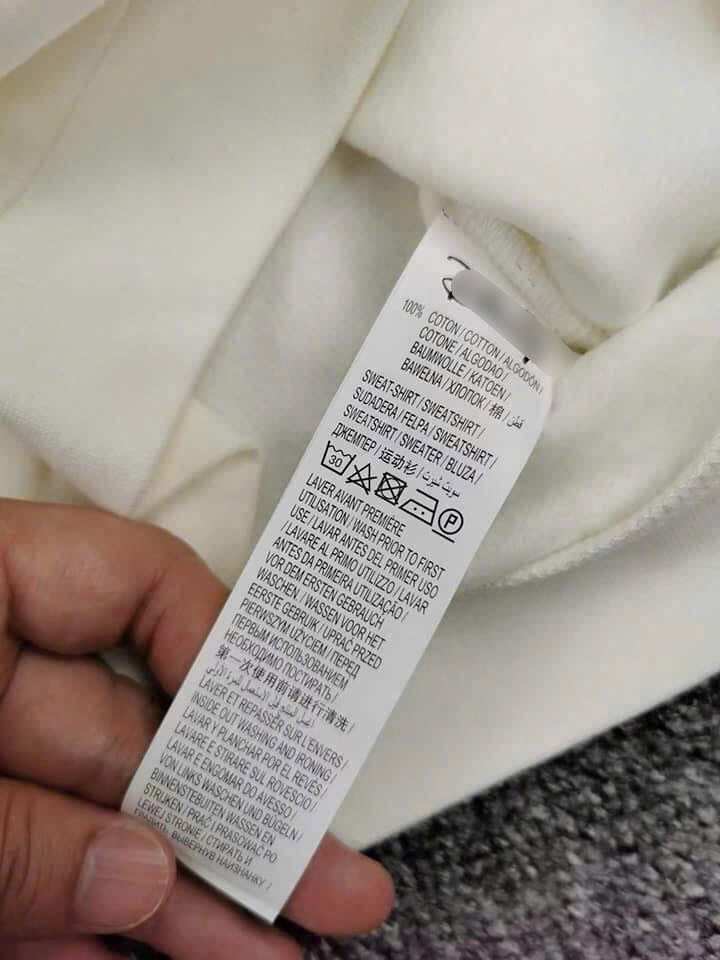 100% COTON / COTTON / ALGODÓN /
COTONE / ALGODAO /
BAUMWOLLE / KATOEN /
BAWEŁNA / ХЛОПОК / 棉 / قطن
SWEAT-SHIRT / SWEATSHIRT /
SUDADERA / FELPA / SWEATSHIRT /
SWEATSHIRT / SWEATER / BLUZA /
ДЖЕМПЕР / 运动衫 / سويت شيرت
30 P
LAVER AVANT PREMIÈRE
UTILISATION / WASH PRIOR TO FIRST
USE / LAVAR ANTES DEL PRIMER USO
/ LAVARE AL PRIMO UTILIZZO / LAVAR
ANTES DA PRIMEIRA UTILIZAÇÃO /
VOR DEM ERSTEN GEBRAUCH
WASCHEN / WASSEN VOOR HET
EERSTE GEBRUIK / UPRAĆ PRZED
PIERWSZYM UŻYCIEM / ПЕРЕД
ПЕРВЫМ ИСПОЛЬЗОВАНИЕМ
НЕОБХОДИМО ПОСТИРАТЬ /
第一次使用前请进行清洗 /
LAVER ET REPASSER SUR L'ENVERS /
INSIDE OUT WASHING AND IRONING /
LAVAR / PLANCHAR POR EL REVÉS /
LAVARE E STIRARE SUL ROVESCIO /
LAVAR E ENGOMAR DO AVESSO /
VON LINKS WASCHEN UND BÜGELN /
BINNENSTEBUITEN WASSEN EN
STRIJKEN / PRAĆ I PRASOWAĆ PO
LEWEJ STRONIE / СТИРАТЬ И
ВЫВЕРНУВ НАИЗНАНКУ /